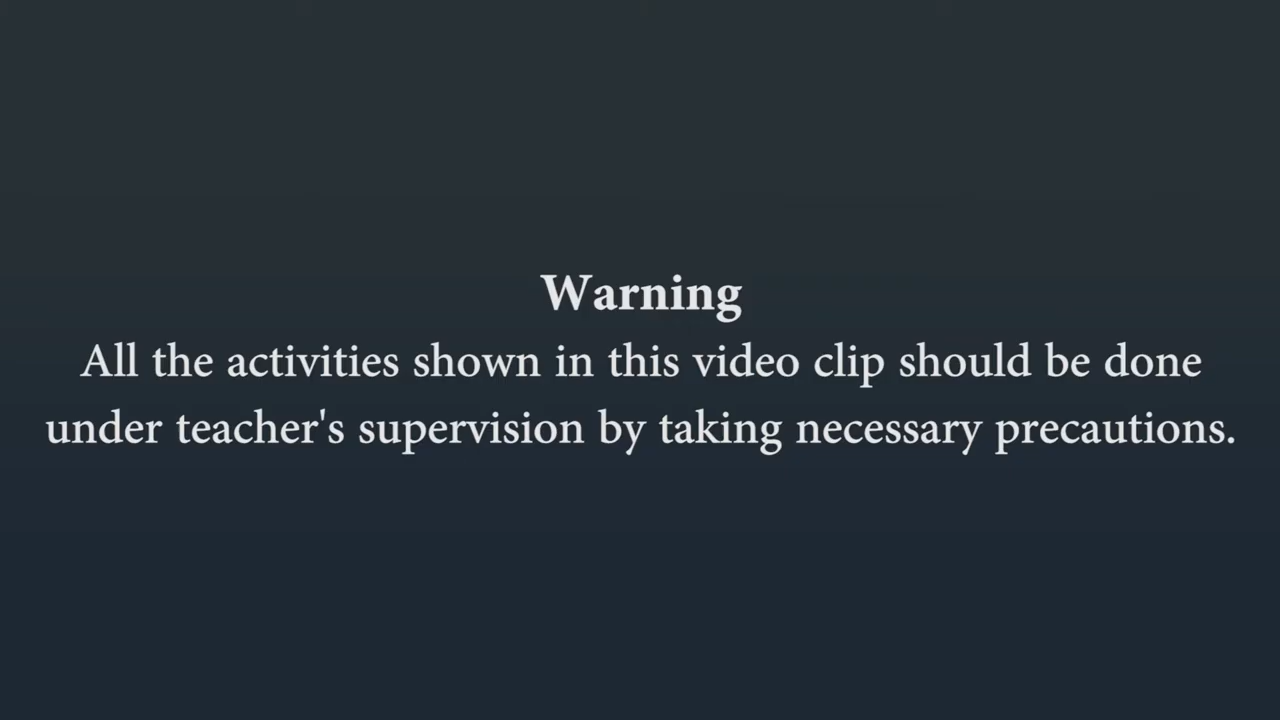 Warning
All the activities shown in this video clip should be done
under teacher's supervision by taking necessary precautions.